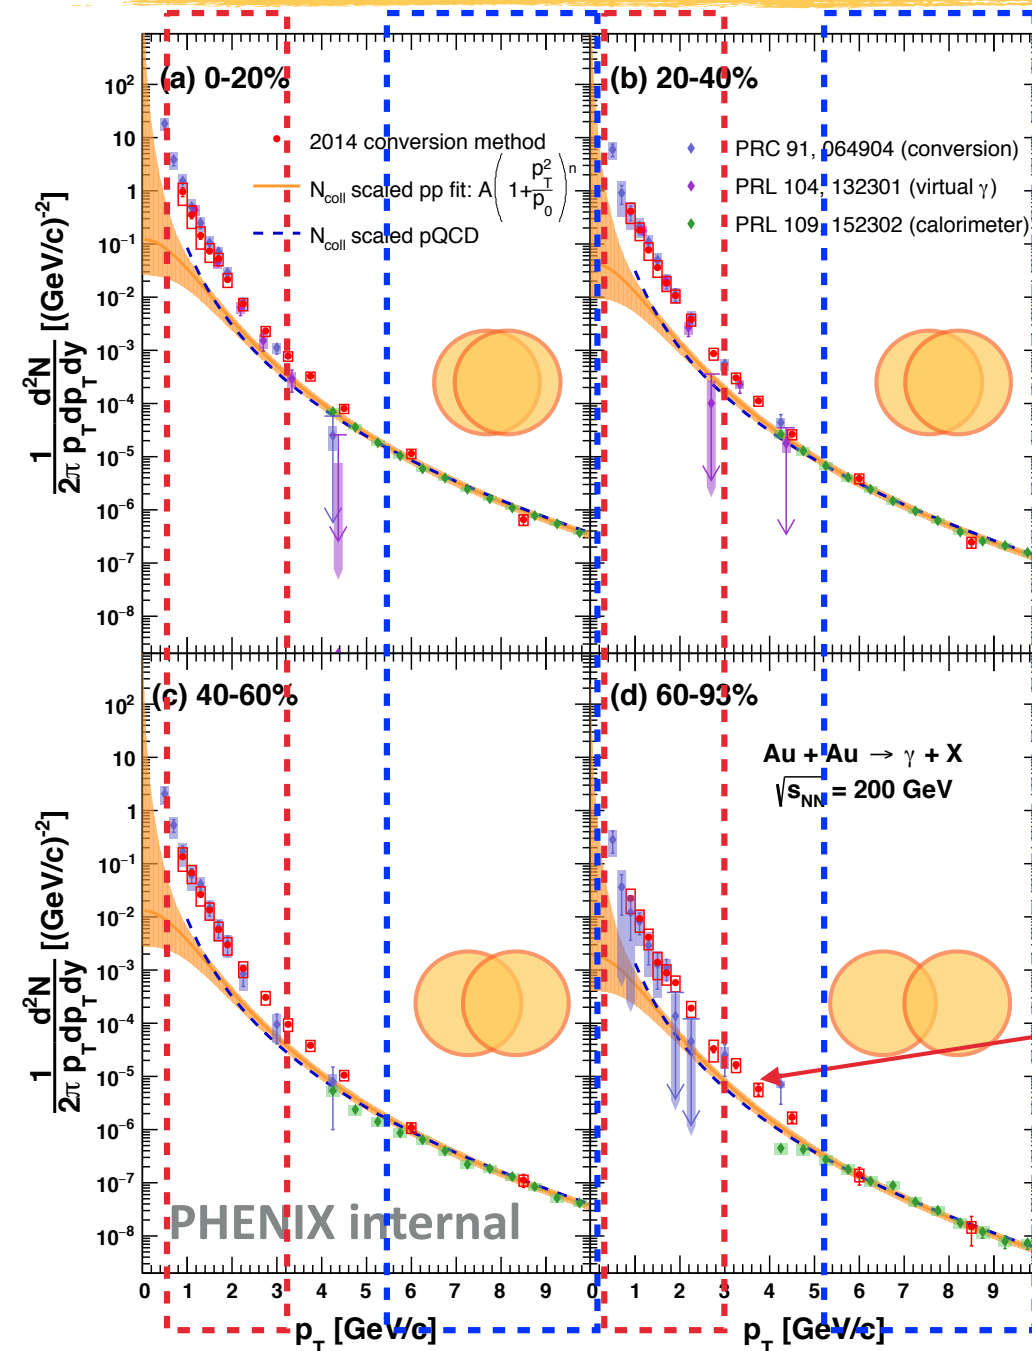 (a) 0-20%
2014 conversion method
N_coll scaled pp fit: A(1+p_T^2/p_0)^n
N_coll scaled pQCD
(b) 20-40%
PRC 91, 064904 (conversion)
PRL 104, 132301 (virtual γ)
PRL 109, 152302 (calorimeter)
10^2
10
1
10^-1
10^-2
10^-3
10^-4
10^-5
10^-6
10^-7
10^-8
1/(2π p_T) d^2N/(dp_T dy) [(GeV/c)^-2]
(c) 40-60%
(d) 60-93%
Au + Au → γ + X
√s_NN = 200 GeV
10^2
10
1
10^-1
10^-2
10^-3
10^-4
10^-5
10^-6
10^-7
10^-8
1/(2π p_T) d^2N/(dp_T dy) [(GeV/c)^-2]
PHENIX internal
0 1 2 3 4 5 6 7 8 9 0 1 2 3 4 5 6 7 8 9
p_T [GeV/c] p_T [GeV/c]